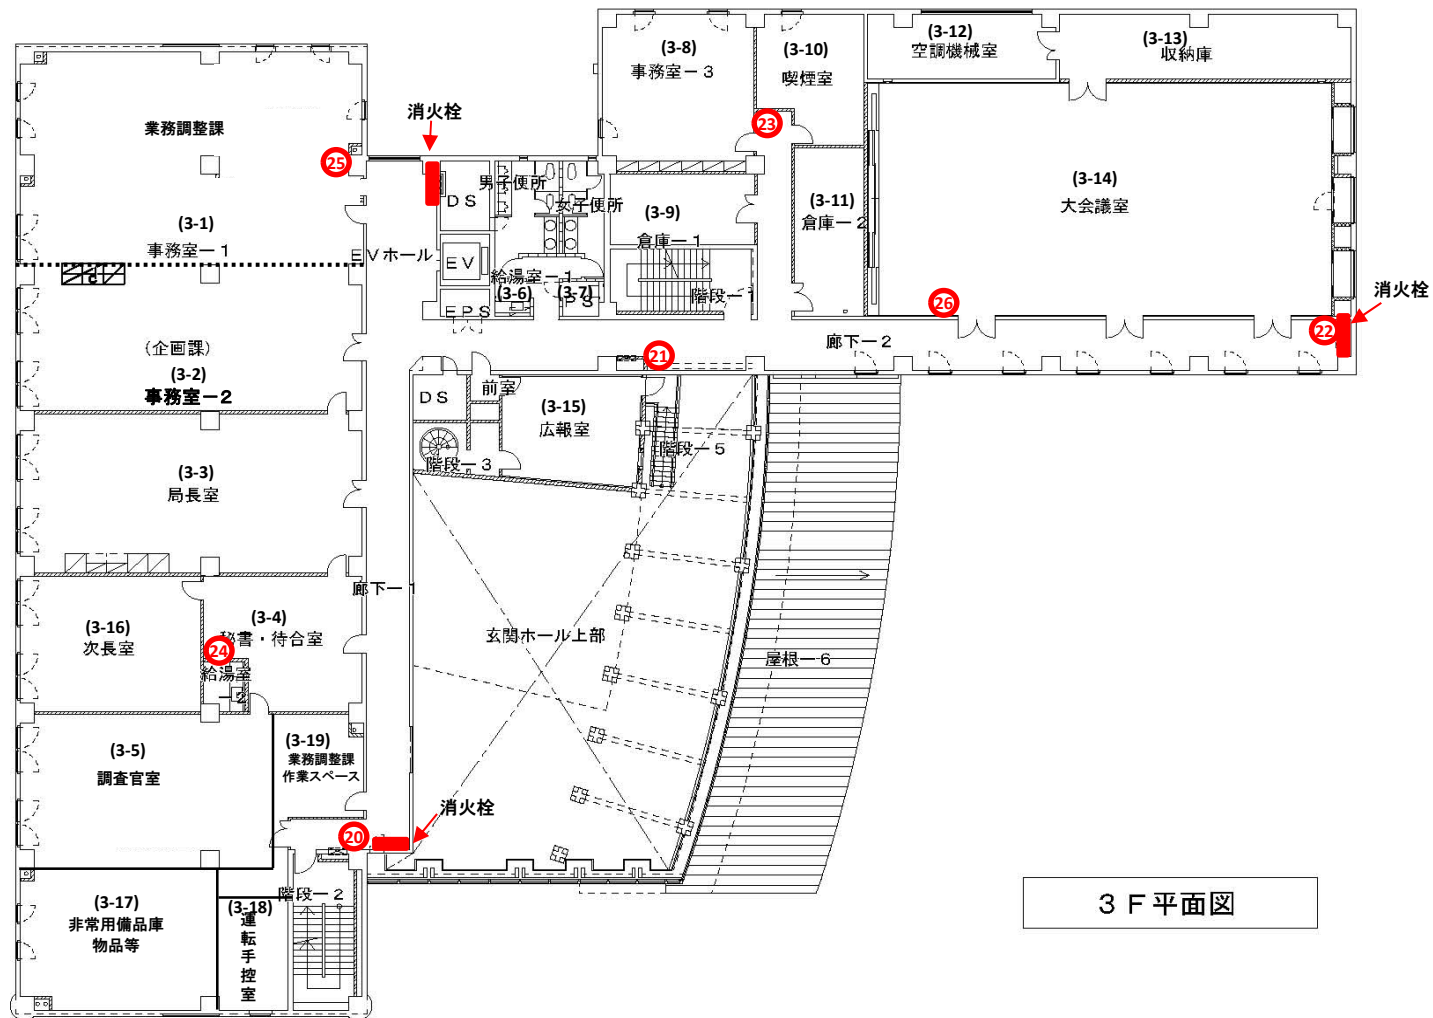 (3-12)
空調機械室
(3-13)
収納庫
(3-8)
事務室－３
(3-10)
喫煙室
消火栓
業務調整課
23
25
男子便所
女子便所
ＤＳ
(3-14)
大会議室
(3-11)
倉庫－２
(3-9)
倉庫－１
(3-1)
事務室－１
ＥＶホール
ＥＶ
給湯室－１
(3-6)
(3-7)
ＰＳ
階段－１
ＥＰＳ
26
消火栓
22
廊下－２
(企画課)
(3-2)
事務室－2
21
前室
ＤＳ
(3-15)
広報室
階段－５
階段－３
(3-3)
局長室
廊下－１
(3-16)
次長室
(3-4)
秘書・待合室
24
給湯室
－２
玄関ホール上部
屋根－６
(3-5)
調査官室
(3-19)
業務調整課
作業スペース
消火栓
20
階段－２
(3-17)
非常用備品庫
物品等
(3-18)
運転手控室
３Ｆ平面図